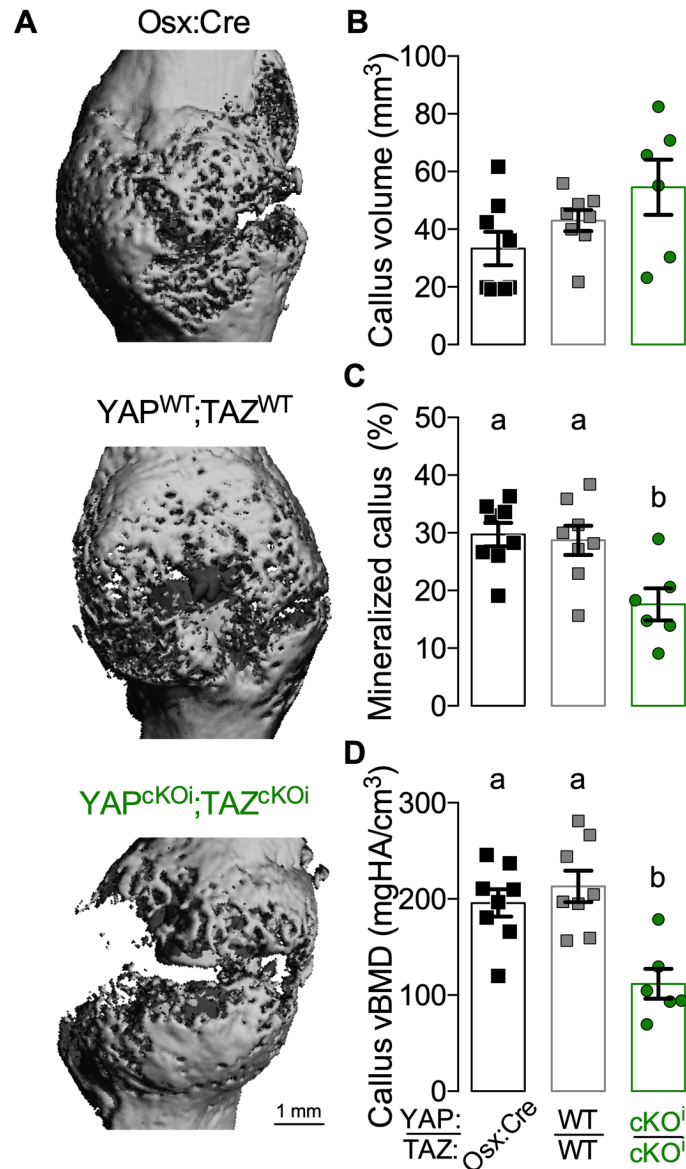 A
Osx:Cre
YAPWT;TAZWT
YAPcKOi;TAZcKOi
1 mm
B
Callus volume (mm3)
100
80
60
40
20
0
C
Mineralized callus (%)
50
40
30
20
10
0
a
a
b
D
Callus vBMD (mgHA/cm3)
300
200
100
0
a
a
b
YAP:
TAZ:
Osx:Cre
WT
WT
cKOi
cKOi